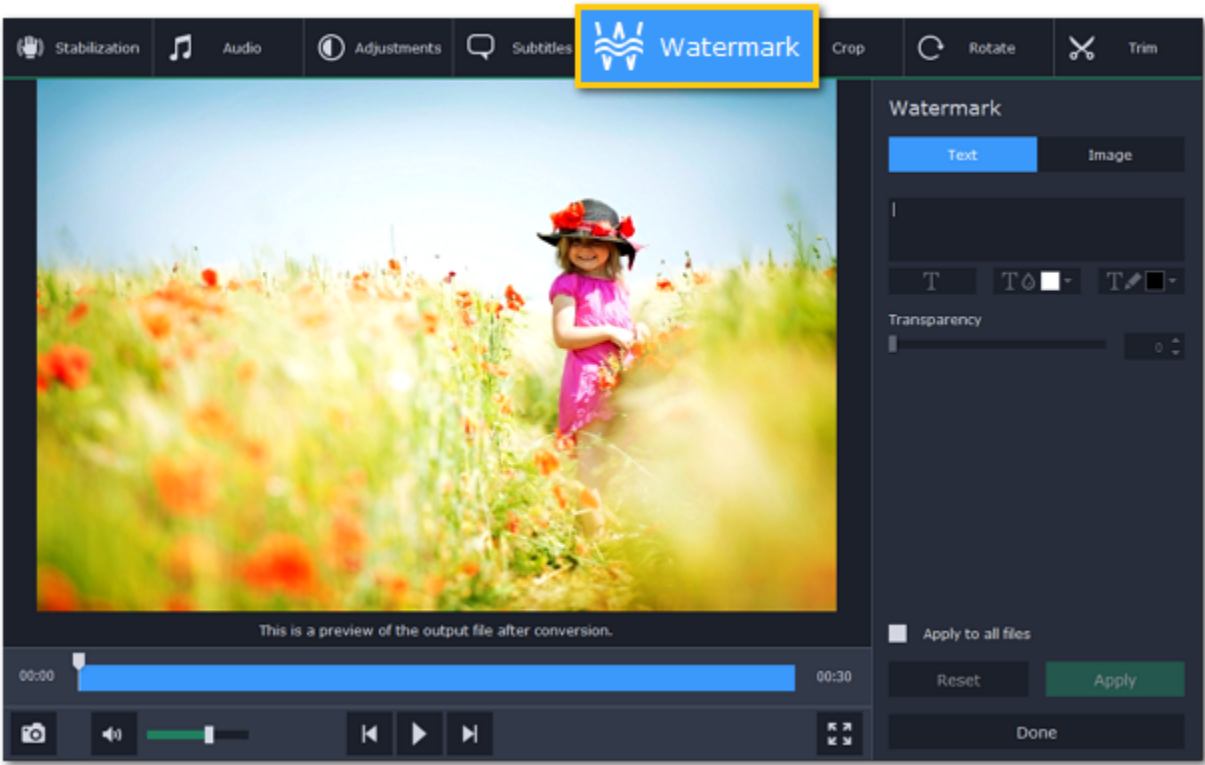 Stabilization
Audio
Adjustments
Subtitles
Watermark
Crop
Rotate
Trim
Watermark
Text
Image
T
T
T
Transparency
0
This is a preview of the output file after conversion.
Apply to all files
00:00
00:30
Reset
Apply
Done